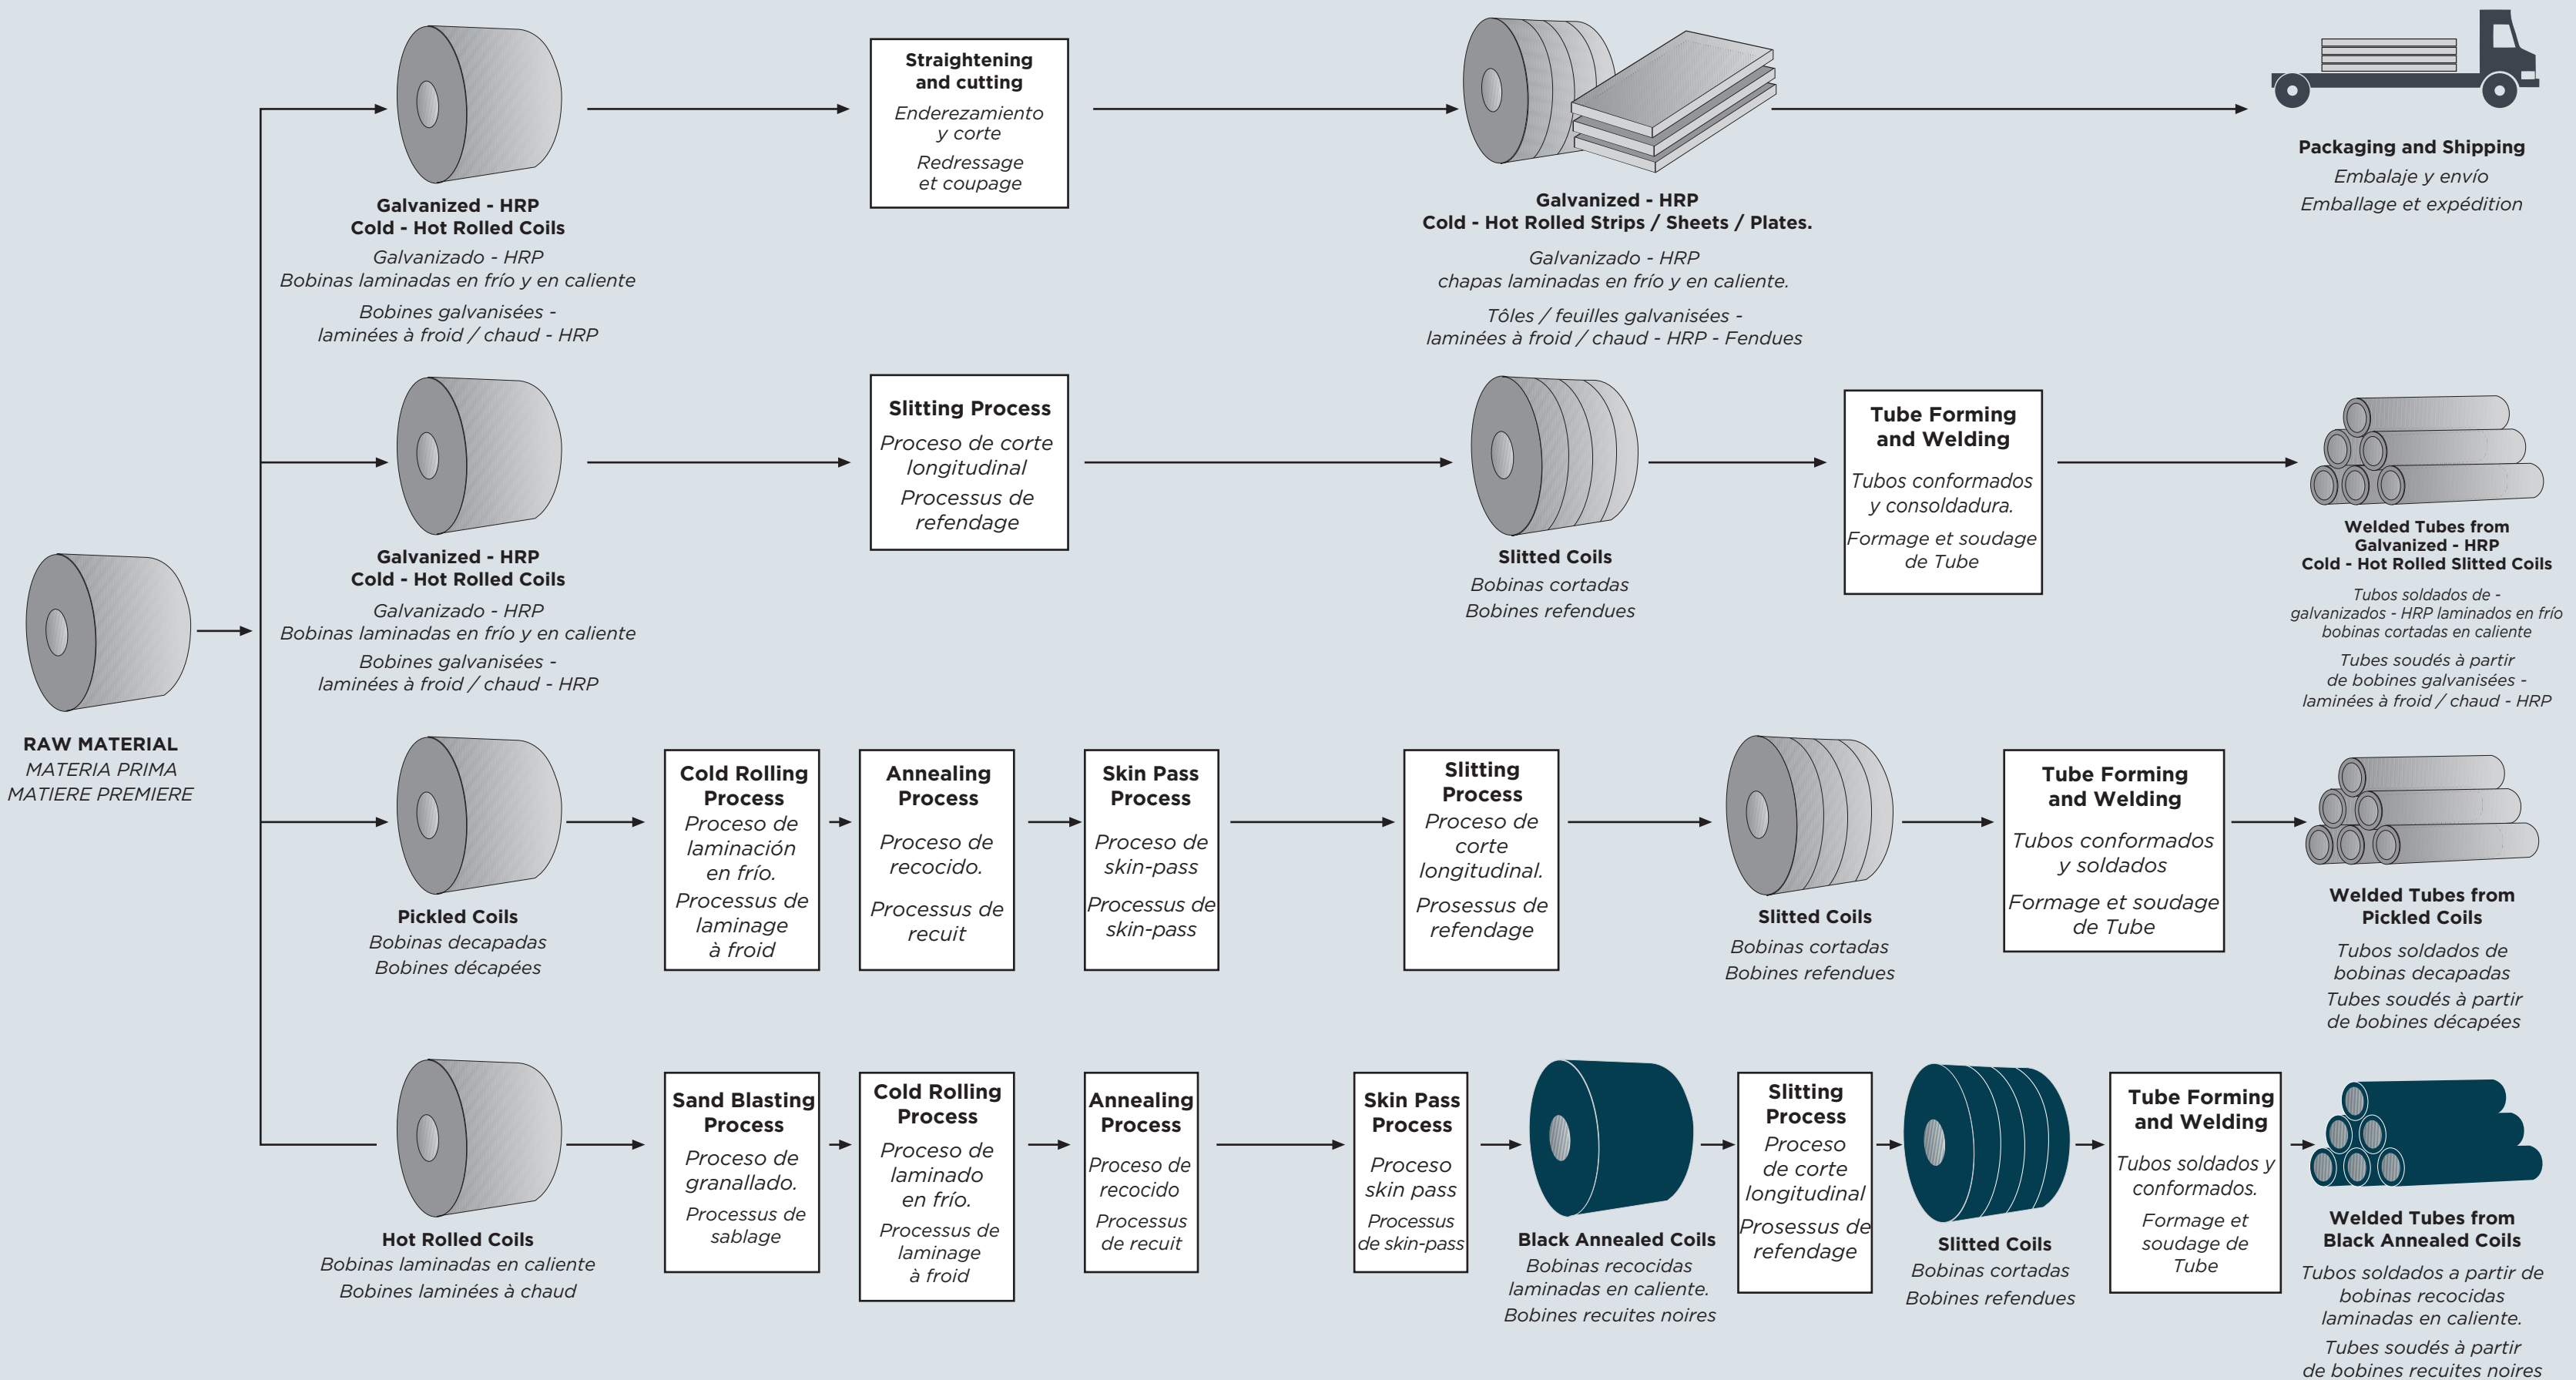 Straightening
and cutting
Enderezamiento
y corte
Redressage
et coupage
Galvanized - HRP
Cold - Hot Rolled Coils
Galvanizado - HRP
Bobinas laminadas en frío y en caliente
Bobines galvanisées -
laminées à froid / chaud - HRP
Galvanized - HRP
Cold - Hot Rolled Strips / Sheets / Plates.
Galvanizado - HRP
chapas laminadas en frío y en caliente.
Tôles / feuilles galvanisées -
laminées à froid / chaud - HRP - Fendues
Packaging and Shipping
Embalaje y envío
Emballage et expédition
Galvanized - HRP
Cold - Hot Rolled Coils
Galvanizado - HRP
Bobinas laminadas en frío y en caliente
Bobines galvanisées -
laminées à froid / chaud - HRP
Slitting Process
Proceso de corte
longitudinal
Processus de
refendage
Slitted Coils
Bobinas cortadas
Bobines refendues
Tube Forming
and Welding
Tubos conformados
y consoldadura.
Formage et soudage
de Tube
Welded Tubes from
Galvanized - HRP
Cold - Hot Rolled Slitted Coils
Tubos soldados de -
galvanizados - HRP laminados en frío
bobinas cortadas en caliente
Tubes soudés à partir
de bobines galvanisées -
laminées à froid / chaud - HRP
RAW MATERIAL
MATERIA PRIMA
MATIERE PREMIERE
Pickled Coils
Bobinas decapadas
Bobines décapées
Cold Rolling
Process
Proceso de
laminación
en frío.
Processus de
laminage
à froid
Annealing
Process
Proceso de
recocido.
Processus de
recuit
Skin Pass
Process
Proceso de
skin-pass
Processus de
skin-pass
Slitting
Process
Proceso de
corte
longitudinal.
Prosessus de
refendage
Slitted Coils
Bobinas cortadas
Bobines refendues
Tube Forming
and Welding
Tubos conformados
y soldados
Formage et soudage
de Tube
Welded Tubes from
Pickled Coils
Tubos soldados de
bobinas decapadas
Tubes soudés à partir
de bobines décapées
Hot Rolled Coils
Bobinas laminadas en caliente
Bobines laminées à chaud
Sand Blasting
Process
Proceso de
granallado.
Processus de
sablage
Cold Rolling
Process
Proceso de
laminado
en frío.
Processus de
laminage
à froid
Annealing
Process
Proceso de
recocido
Processus
de recuit
Skin Pass
Process
Proceso
skin pass
Processus
de skin-pass
Black Annealed Coils
Bobinas recocidas
laminadas en caliente.
Bobines recuites noires
Slitting
Process
Proceso
de corte
longitudinal
Prosessus de
refendage
Slitted Coils
Bobinas cortadas
Bobines refendues
Tube Forming
and Welding
Tubos soldados y
conformados.
Formage et
soudage de
Tube
Welded Tubes from
Black Annealed Coils
Tubos soldados a partir de
bobinas recocidas
laminadas en caliente.
Tubes soudés à partir
de bobines recuites noires